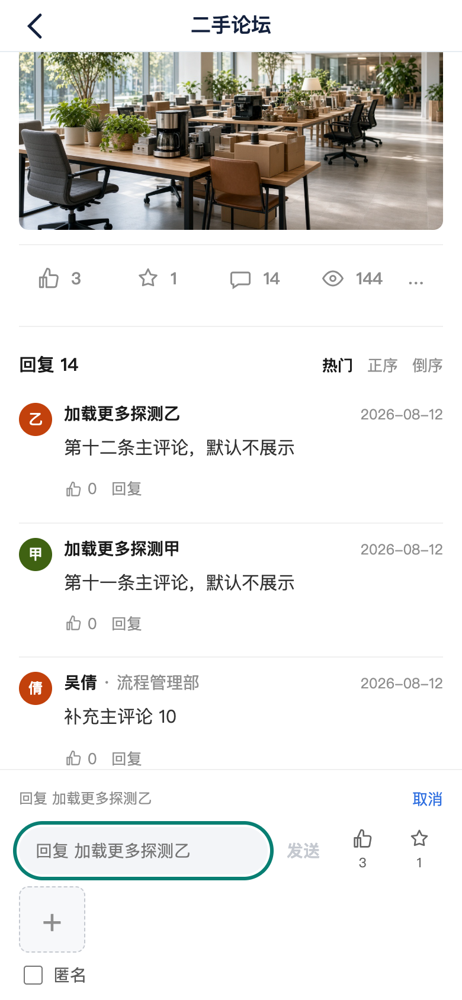 二手论坛
3 1 14 144 ...
回复 14 热门 正序 倒序
乙 加载更多探测乙 2026-08-12
第十二条主评论，默认不展示
0 回复
甲 加载更多探测甲 2026-08-12
第十一条主评论，默认不展示
0 回复
倩 吴倩 · 流程管理部 2026-08-12
补充主评论 10
0 回复
回复 加载更多探测乙 取消
回复 加载更多探测乙 发送
3 1
+
匿名